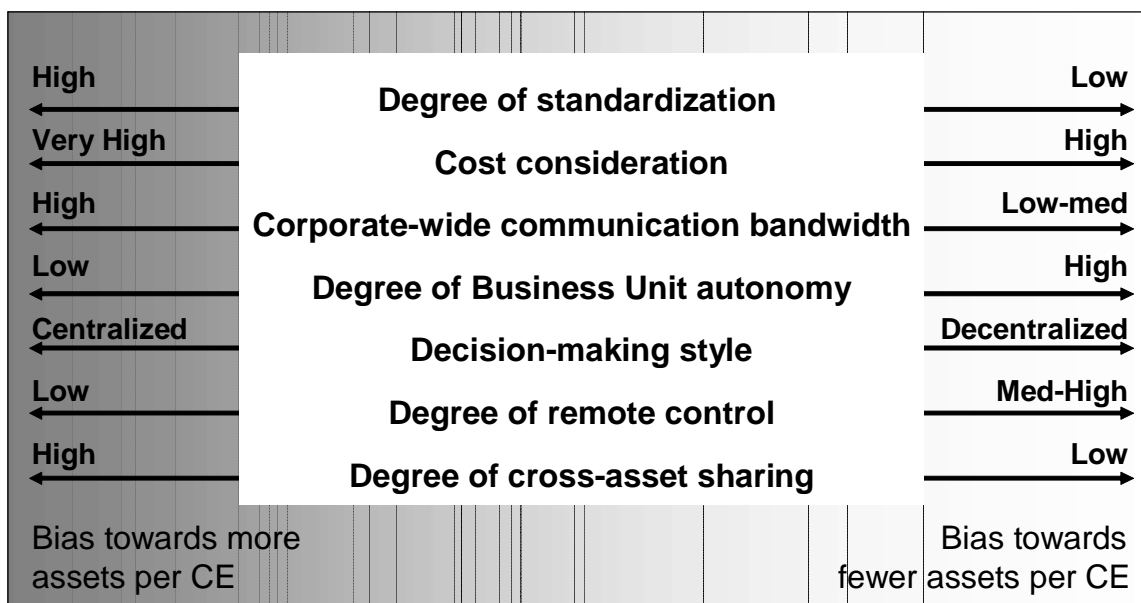 High
Degree of standardization
Low
Very High
Cost consideration
High
High
Corporate-wide communication bandwidth
Low-med
Low
Degree of Business Unit autonomy
High
Centralized
Decision-making style
Decentralized
Low
Degree of remote control
Med-High
High
Degree of cross-asset sharing
Low
Bias towards more
assets per CE
Bias towards
fewer assets per CE